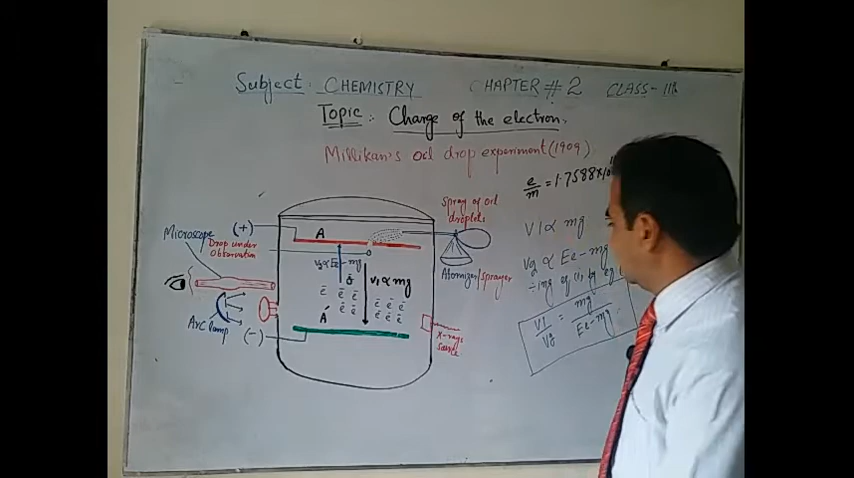 Subject: CHEMISTRY CHAPTER # 2 CLASS-11th
Topic: Charge of the electron.
Millikan's oil drop experiment (1909)
e/m = 1.7588×10
Spray of oil
droplets
V1 ∝ mg
Microscope
(+)
A
Drop under
Observation
V2 ∝ Ee-mg
V2 ∝ Ee-mg
V1 ∝ mg
Atomizer/sprayer
ē ē ē ē ē
ē ē ē ē ē
Á
V1/V2 = mg/Ee-mg
Arc lamp
(-)
X-rays
source